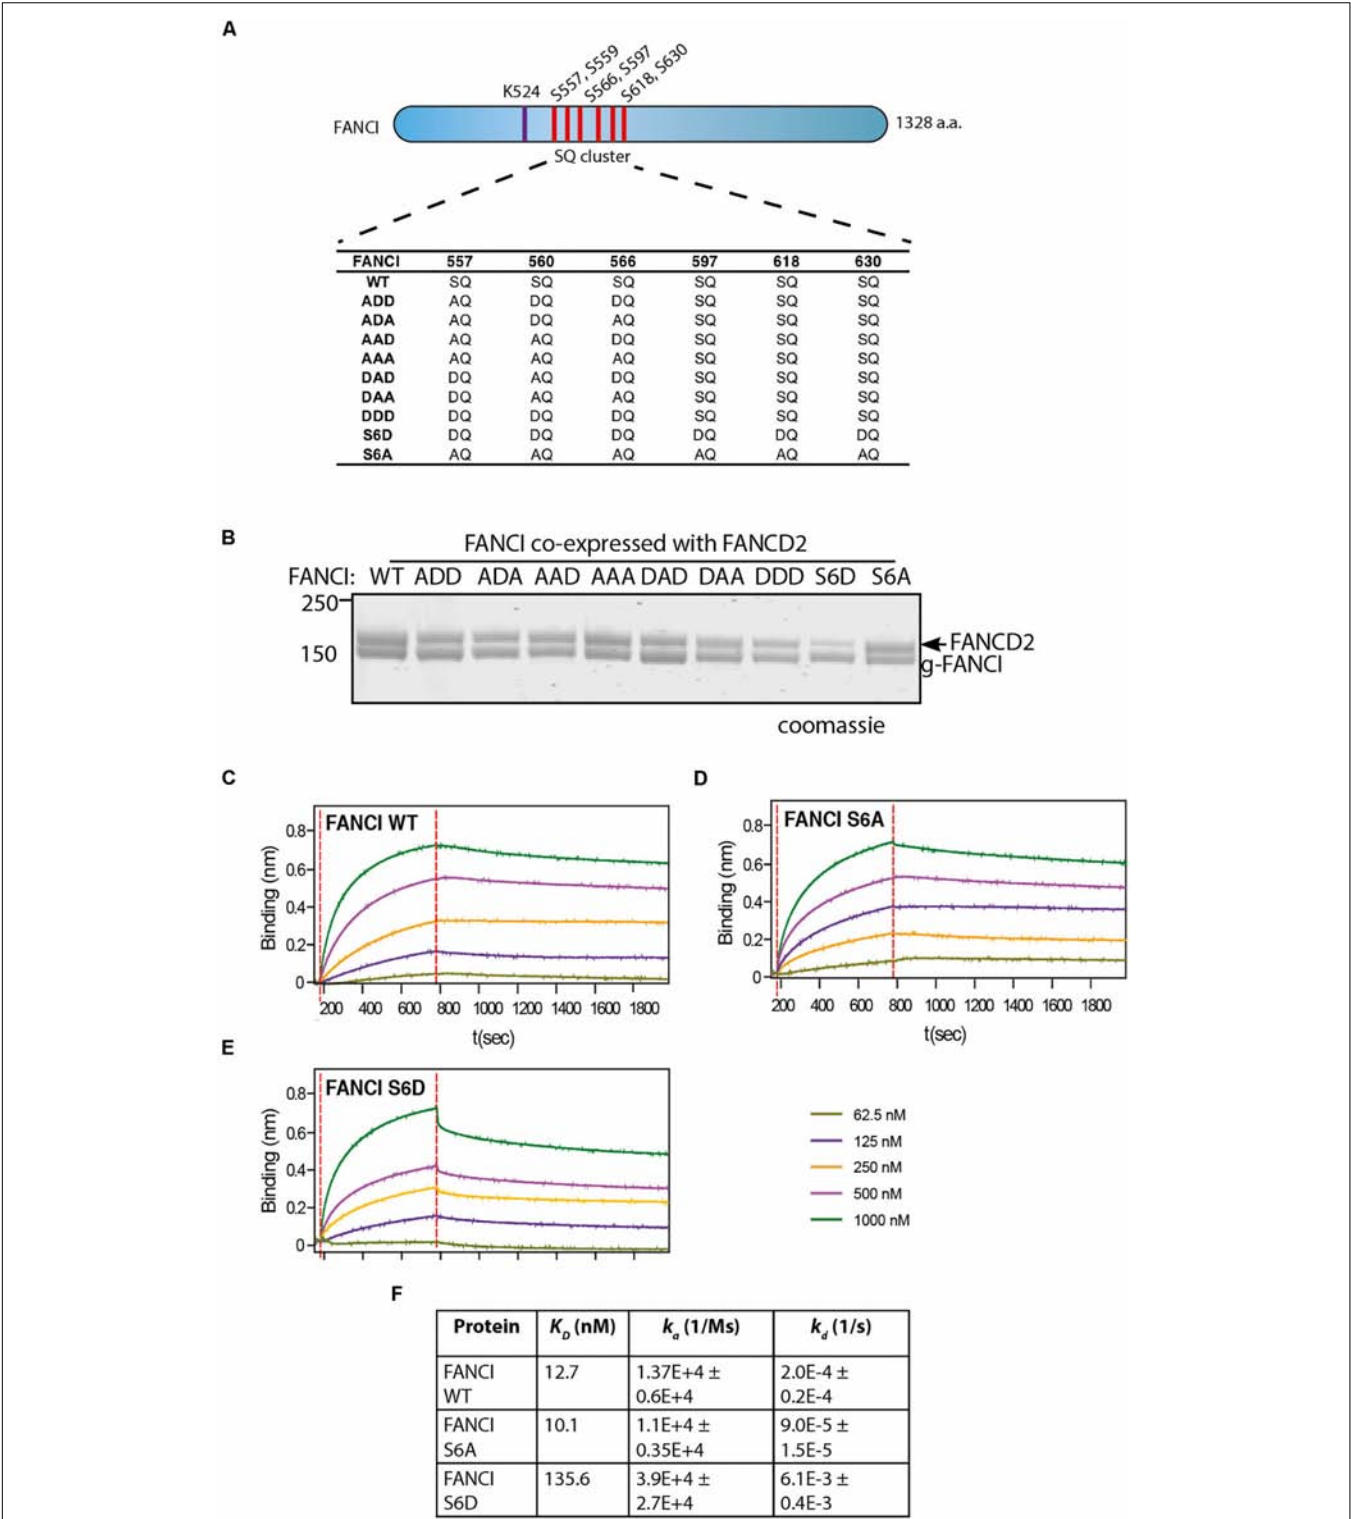 A
K524
S557, S559
S566, S597
S618, S630
FANCI
1328 a.a.
SQ cluster
FANCI 557 560 566 597 618 630
WT SQ SQ SQ SQ SQ SQ
ADD AQ DQ DQ SQ SQ SQ
ADA AQ DQ AQ SQ SQ SQ
AAD AQ AQ DQ SQ SQ SQ
AAA AQ AQ AQ SQ SQ SQ
DAD DQ AQ DQ SQ SQ SQ
DAA DQ AQ AQ SQ SQ SQ
DDD DQ DQ DQ SQ SQ SQ
S6D DQ DQ DQ DQ DQ DQ
S6A AQ AQ AQ AQ AQ AQ
B
FANCI co-expressed with FANCD2
FANCI: WT ADD ADA AAD AAA DAD DAA DDD S6D S6A
250
150
FANCD2
g-FANCI
coomassie
C
FANCI WT
Binding (nm)
0.8
0.6
0.4
0.2
0
200 400 600 800 1000 1200 1400 1600 1800
t(sec)
D
FANCI S6A
Binding (nm)
0.8
0.6
0.4
0.2
0
200 400 600 800 1000 1200 1400 1600 1800
t(sec)
E
FANCI S6D
Binding (nm)
0.8
0.6
0.4
0.2
0
62.5 nM
125 nM
250 nM
500 nM
1000 nM
F
Protein K_D (nM) k_a (1/Ms) k_d (1/s)
FANCI 12.7 1.37E+4 ± 2.0E-4 ±
WT 0.6E+4 0.2E-4
FANCI 10.1 1.1E+4 ± 9.0E-5 ±
S6A 0.35E+4 1.5E-5
FANCI 135.6 3.9E+4 ± 6.1E-3 ±
S6D 2.7E+4 0.4E-3